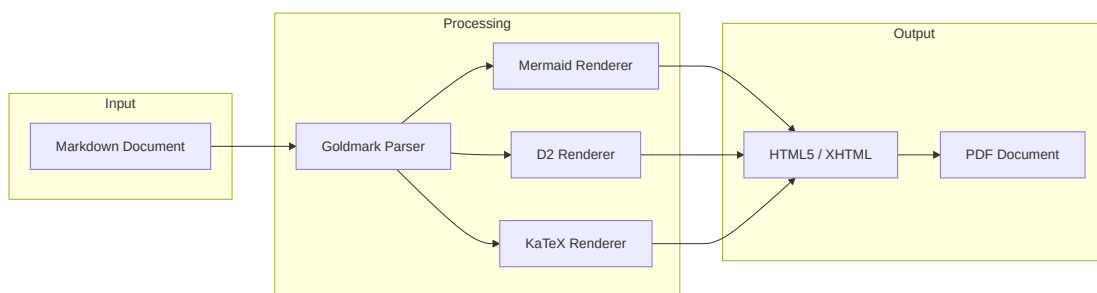 Input
Markdown Document
Processing
Goldmark Parser
Mermaid Renderer
D2 Renderer
KaTeX Renderer
Output
HTML5 / XHTML
PDF Document